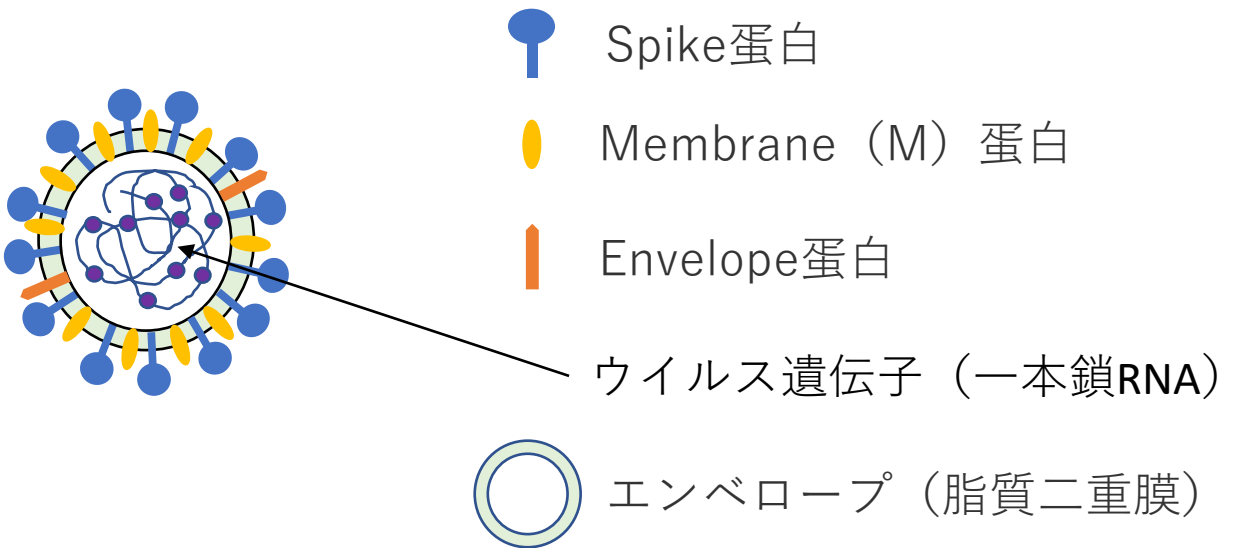 Spike蛋白
Membrane（M）蛋白
Envelope蛋白
ウイルス遺伝子（一本鎖RNA）
エンベロープ（脂質二重膜）